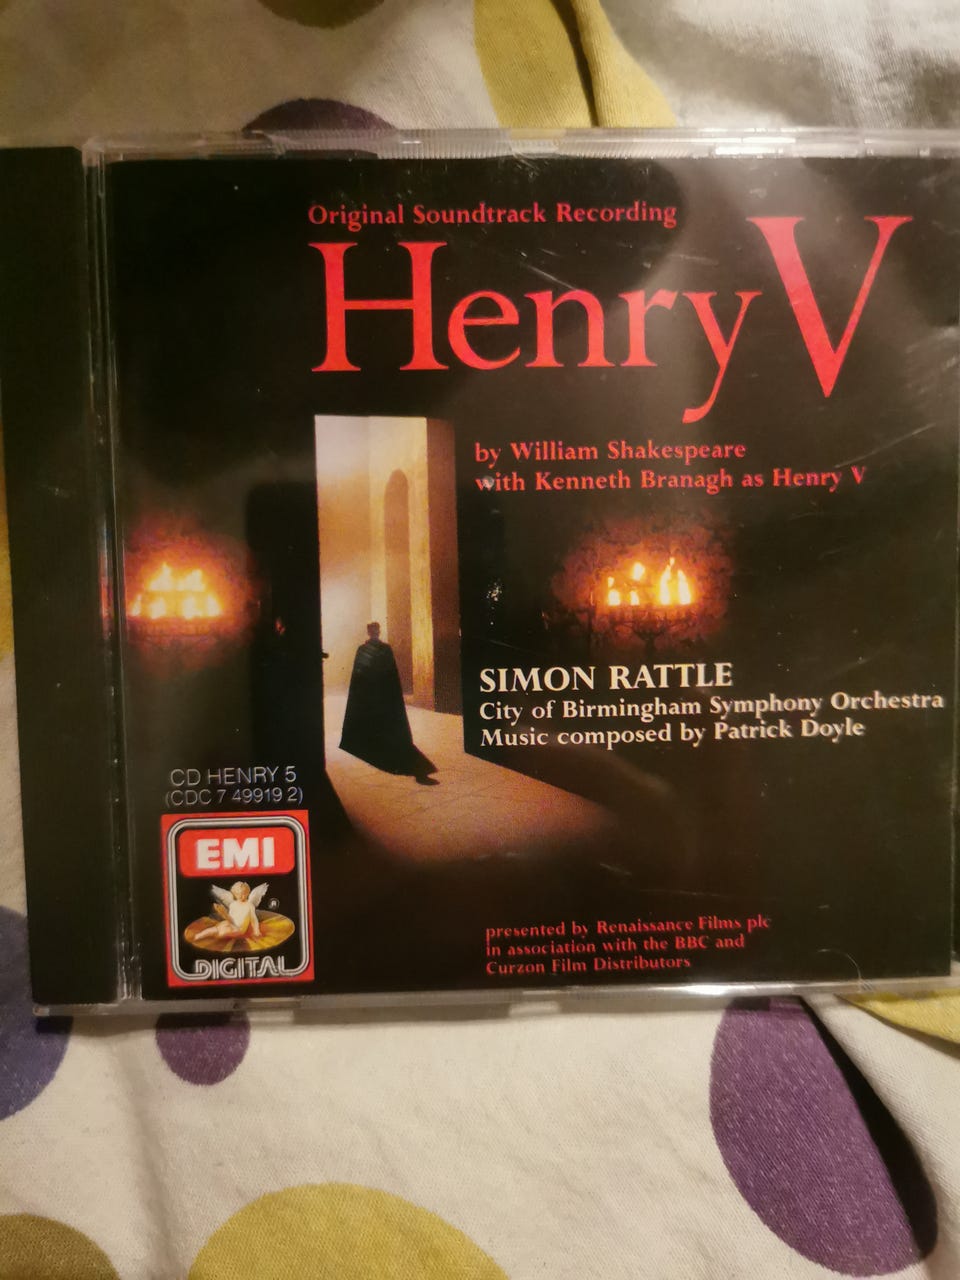 Original Soundtrack Recording
Henry V
by William Shakespeare
with Kenneth Branagh as Henry V
SIMON RATTLE
City of Birmingham Symphony Orchestra
Music composed by Patrick Doyle
CD HENRY 5
(CDC 7 49919 2)
EMI
®
DIGITAL
presented by Renaissance Films plc
in association with the BBC and
Curzon Film Distributors